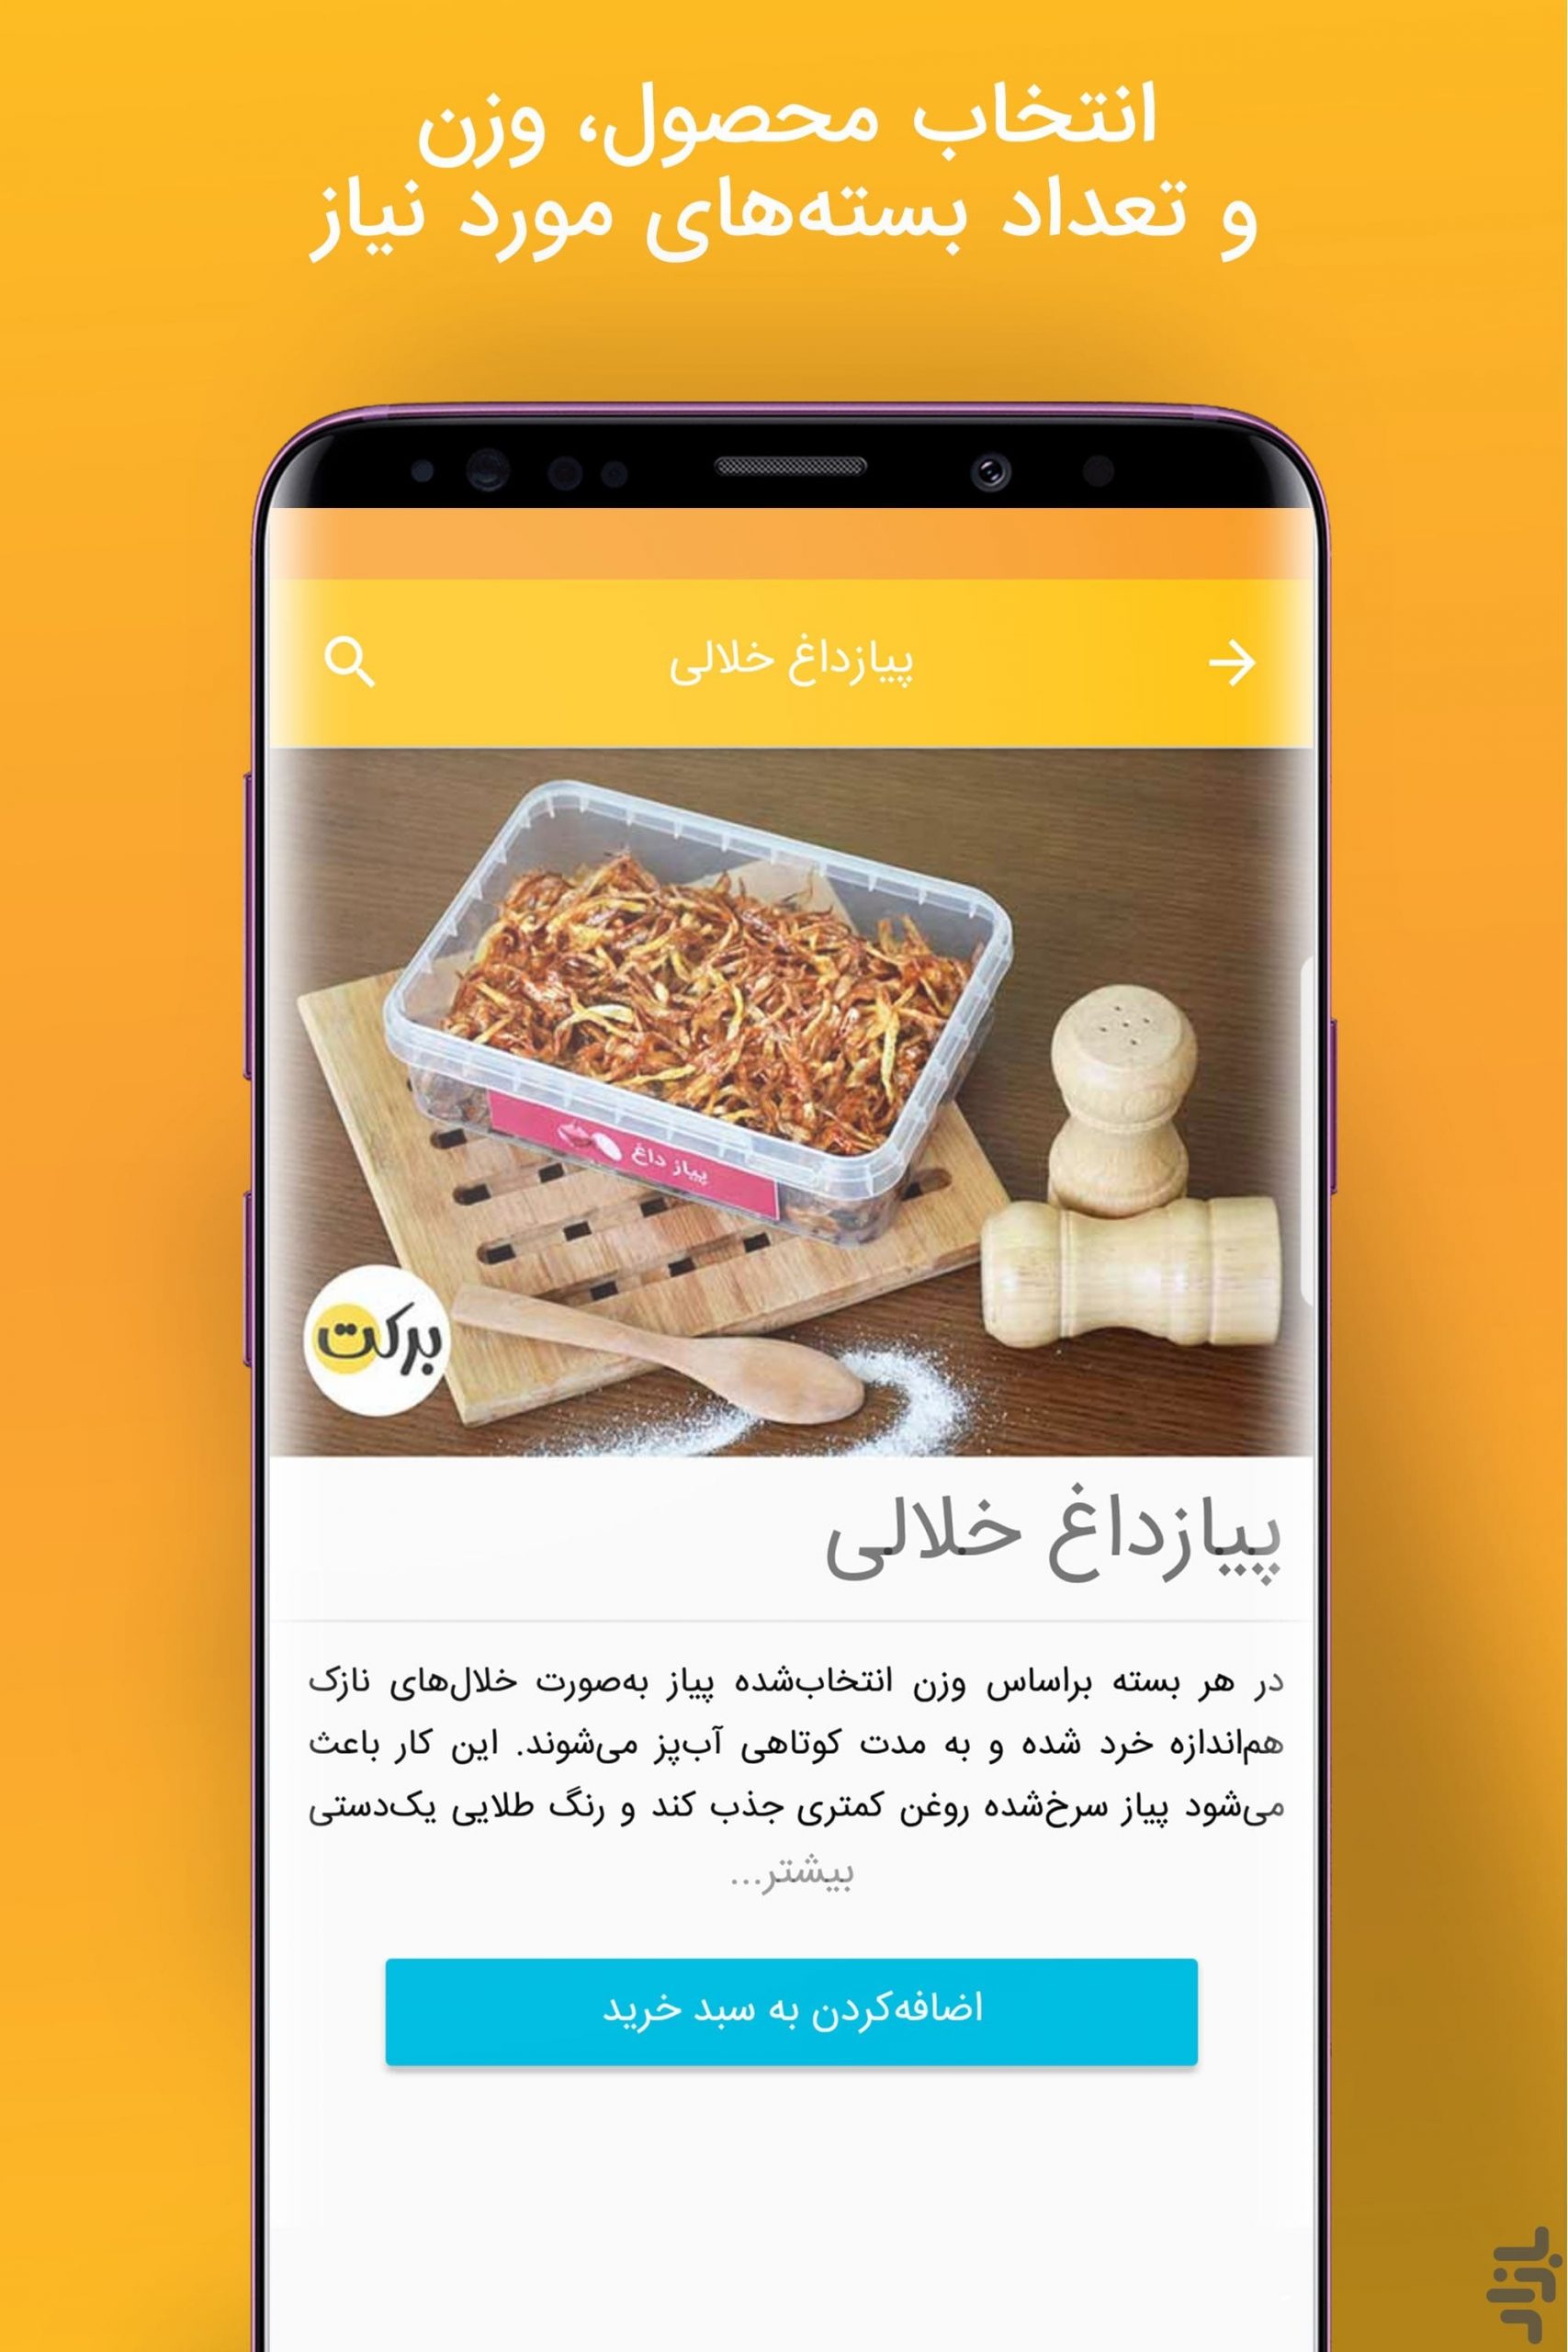 انتخاب محصول، وزن
و تعداد بسته‌های مورد نیاز
پیازداغ خلالی
پیاز داغ
برکت
پیازداغ خلالی
در هر بسته براساس وزن انتخاب‌شده پیاز به‌صورت خلال‌های نازک
هم‌اندازه خرد شده و به مدت کوتاهی آب‌پز می‌شوند. این کار باعث
می‌شود پیاز سرخ‌شده روغن کمتری جذب کند و رنگ طلایی یک‌دستی
بیشتر...
اضافه‌کردن به سبد خرید
بازار